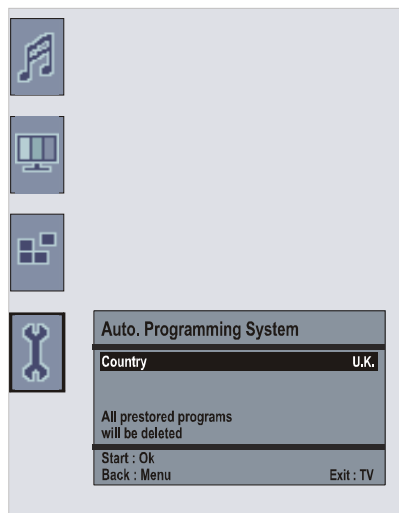 Auto. Programming System
Country U.K.
All prestored programs
will be deleted
Start : Ok
Back : Menu Exit : TV